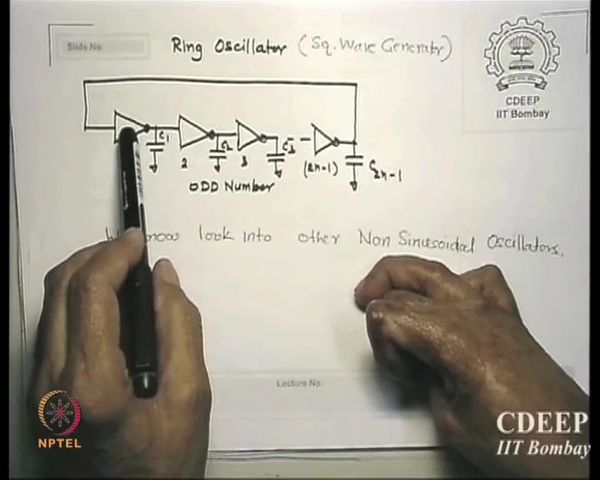 Slide No.
Ring Oscillator (Sq. Wave Generator)
CDEEP
IIT Bombay
C1
C2
C3
C2n-1
2
3
(2n-1)
ODD Number
now look into other Non Sinusoidal Oscillators.
Lecture No.
NPTEL
CDEEP
IIT Bombay